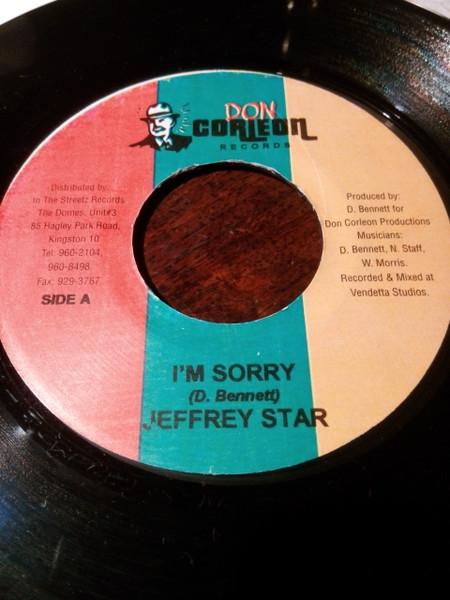 DON
CORLEON
RECORDS
Distributed by:
In The Streetz Records
The Domes, Unit#3
85 Hagley Park Road,
Kingston 10
Tel: 960-2104,
960-8498
Fax: 929-3767
SIDE A
Produced by:
D. Bennett for
Don Corleon Productions
Musicians:
D. Bennett, N. Staff,
W. Morris.
Recorded & Mixed at
Vendetta Studios.
I'M SORRY
(D. Bennett)
JEFFREY STAR